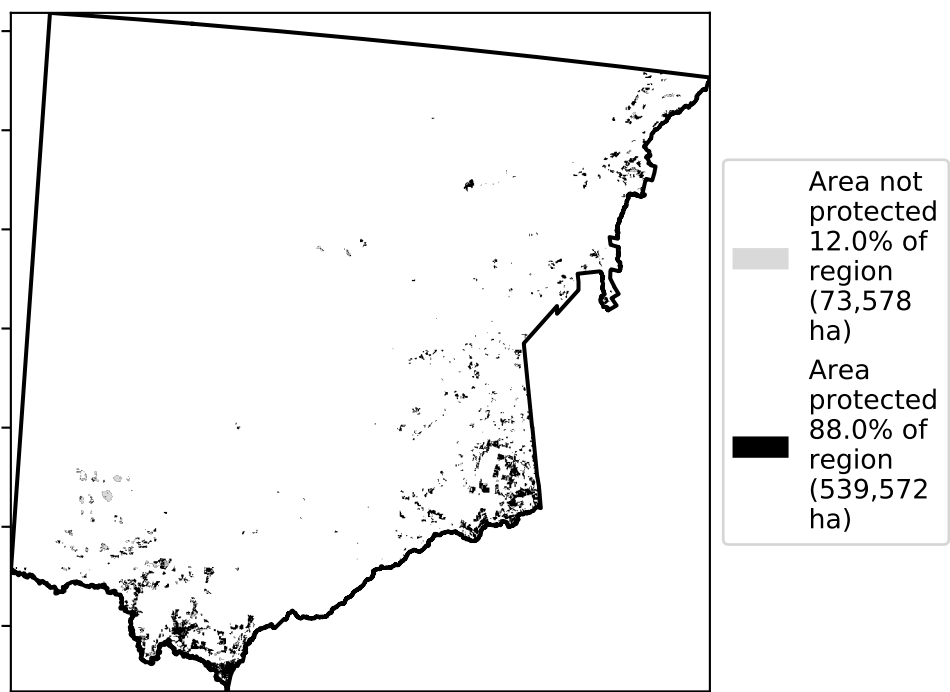 Area not
protected
12.0% of
region
(73,578
ha)
Area
protected
88.0% of
region
(539,572
ha)